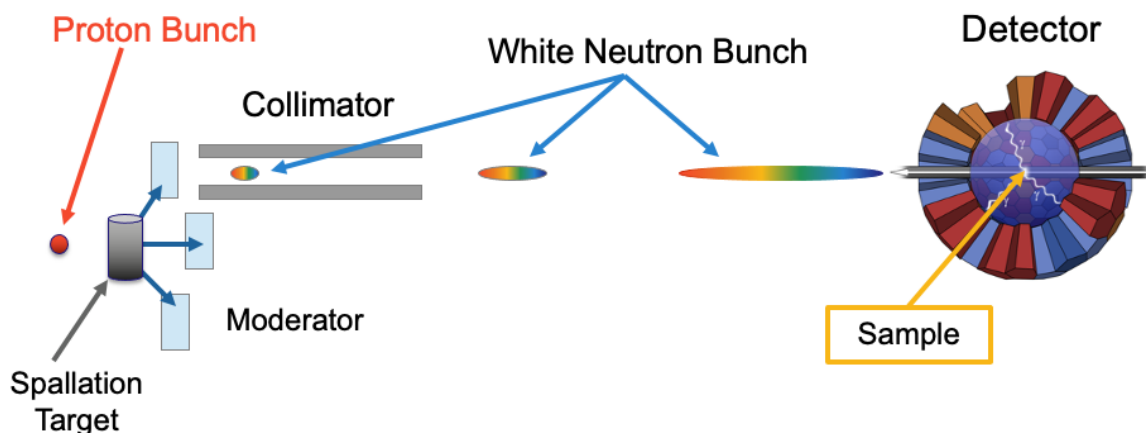 Proton Bunch
White Neutron Bunch
Detector
Collimator
γ
γ
γ
Sample
Moderator
Spallation
Target